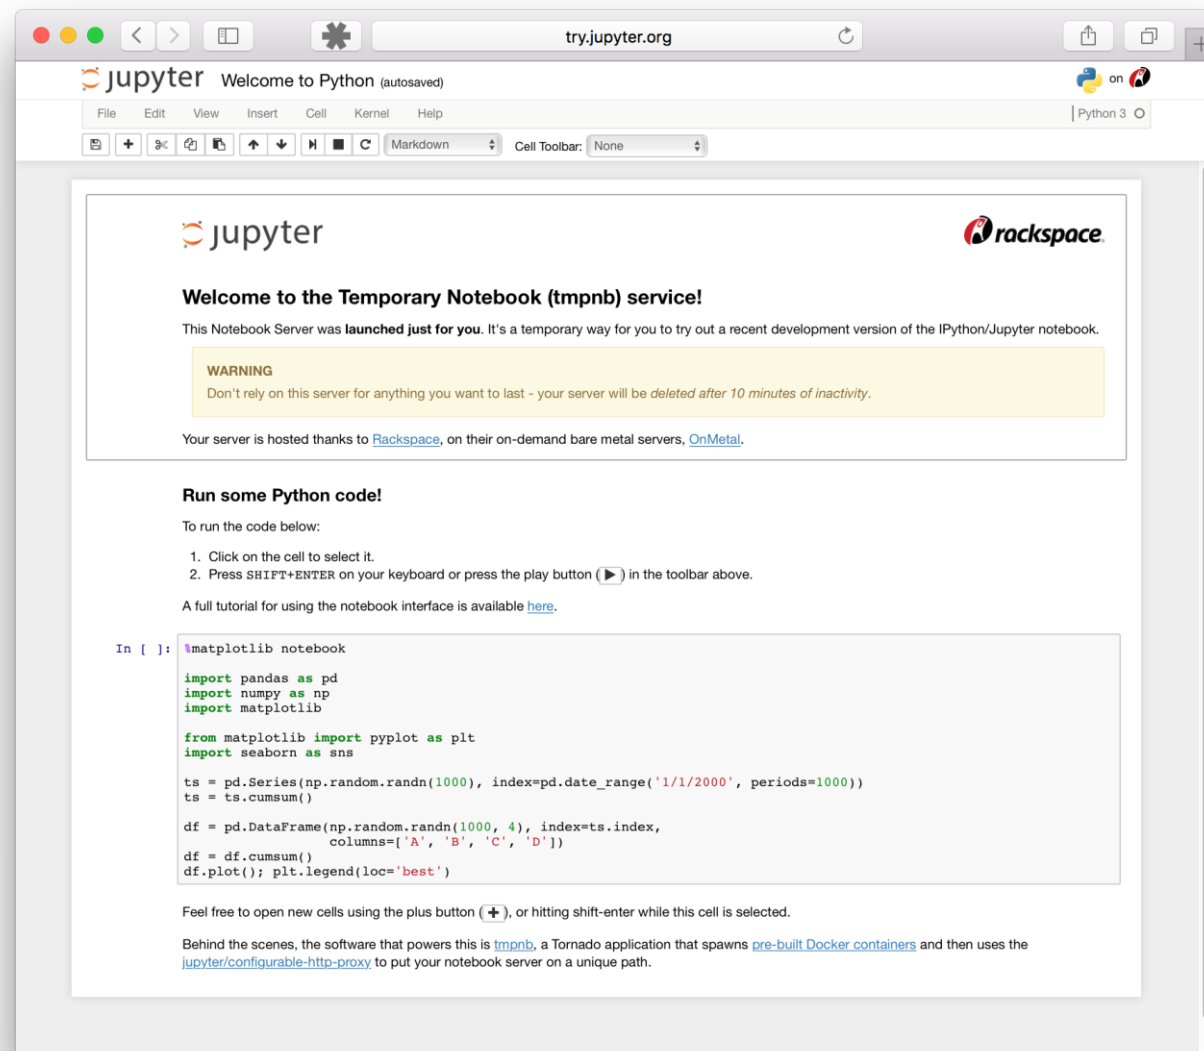 try.jupyter.org
jupyter Welcome to Python (autosaved) on
File Edit View Insert Cell Kernel Help Python 3
Markdown Cell Toolbar: None
jupyter rackspace.
Welcome to the Temporary Notebook (tmpnb) service!
This Notebook Server was launched just for you. It's a temporary way for you to try out a recent development version of the IPython/Jupyter notebook.
WARNING
Don't rely on this server for anything you want to last - your server will be deleted after 10 minutes of inactivity.
Your server is hosted thanks to Rackspace, on their on-demand bare metal servers, OnMetal.
Run some Python code!
To run the code below:
1. Click on the cell to select it.
2. Press SHIFT+ENTER on your keyboard or press the play button (▶) in the toolbar above.
A full tutorial for using the notebook interface is available here.
In [ ]: %matplotlib notebook
import pandas as pd
import numpy as np
import matplotlib
from matplotlib import pyplot as plt
import seaborn as sns
ts = pd.Series(np.random.randn(1000), index=pd.date_range('1/1/2000', periods=1000))
ts = ts.cumsum()
df = pd.DataFrame(np.random.randn(1000, 4), index=ts.index,
columns=['A', 'B', 'C', 'D'])
df = df.cumsum()
df.plot(); plt.legend(loc='best')
Feel free to open new cells using the plus button (+), or hitting shift-enter while this cell is selected.
Behind the scenes, the software that powers this is tmpnb, a Tornado application that spawns pre-built Docker containers and then uses the
jupyter/configurable-http-proxy to put your notebook server on a unique path.